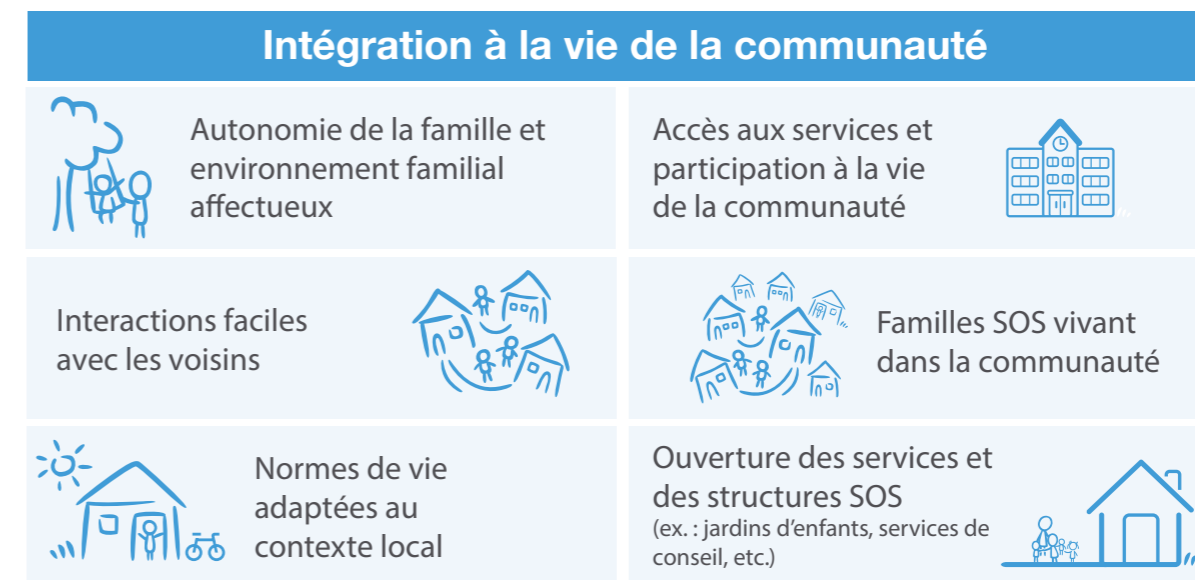 Intégration à la vie de la communauté
Autonomie de la famille et
environnement familial
affectueux
Accès aux services et
participation à la vie
de la communauté
Interactions faciles
avec les voisins
Familles SOS vivant
dans la communauté
Normes de vie
adaptées au
contexte local
Ouverture des services et
des structures SOS
(ex. : jardins d’enfants, services de
conseil, etc.)